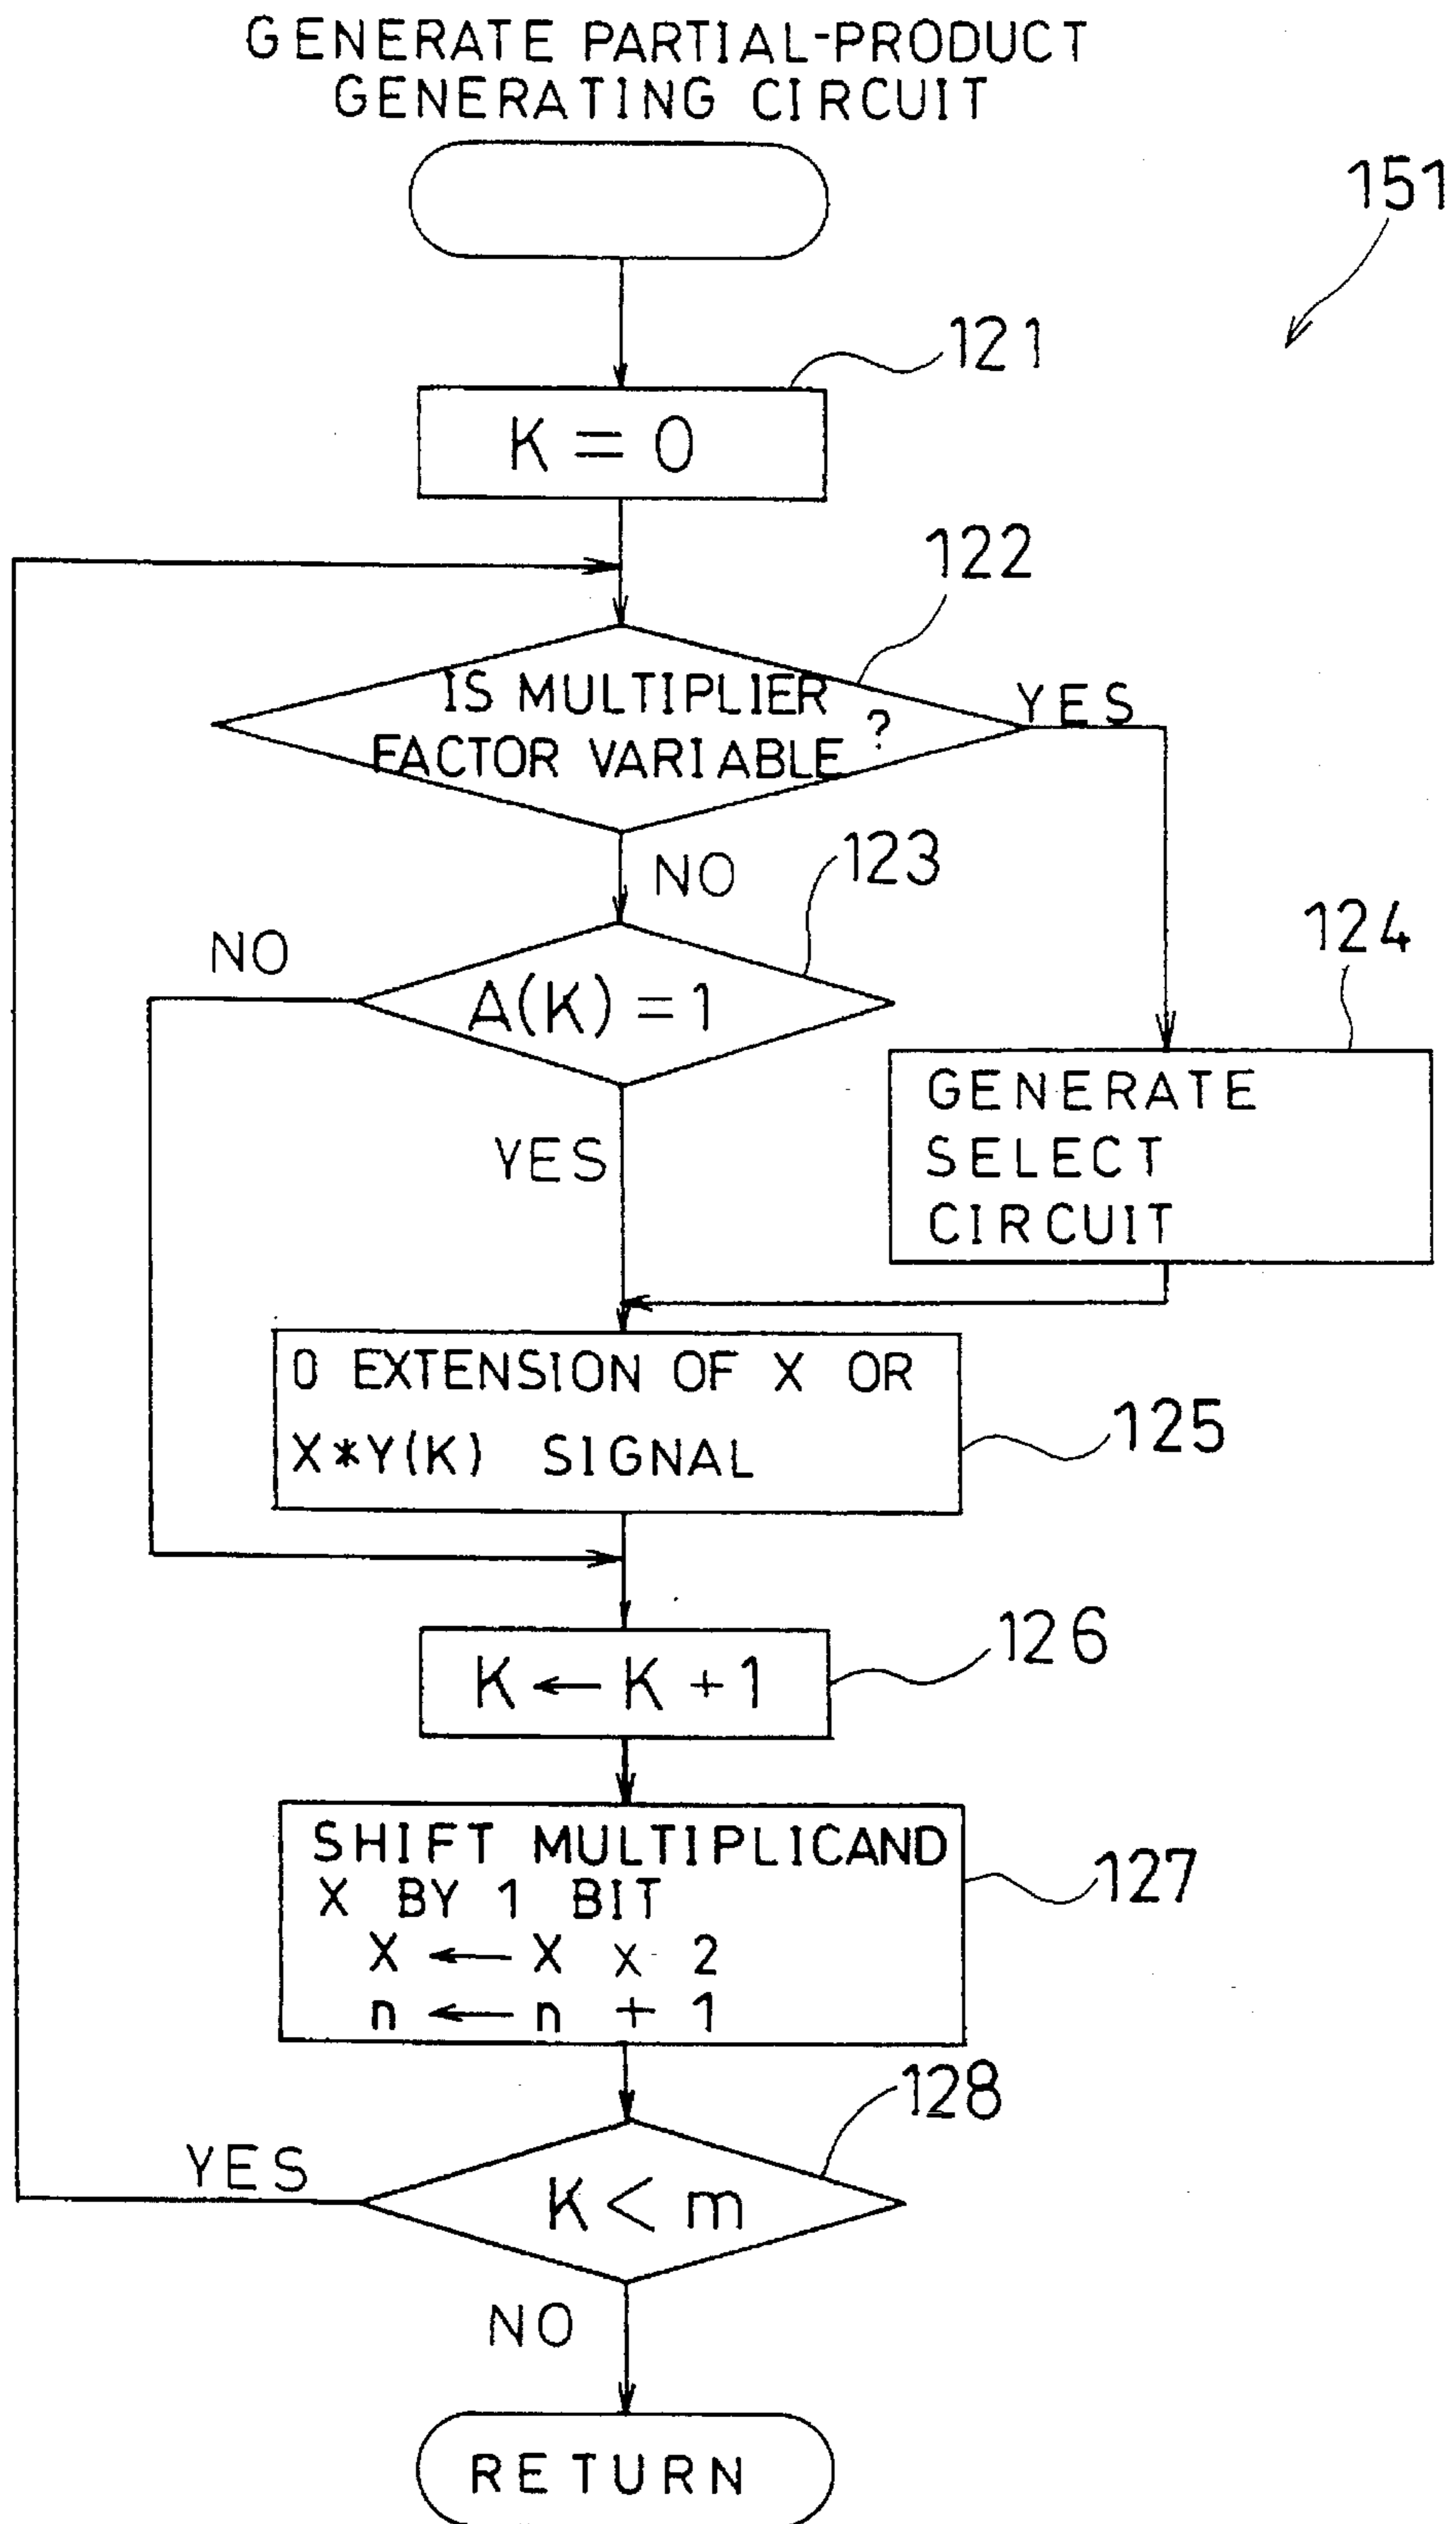 GENERATE PARTIAL-PRODUCT
GENERATING CIRCUIT
151
121
K = 0
122
IS MULTIPLIER
FACTOR VARIABLE ?
YES
NO
123
NO
A(K) = 1
124
GENERATE
SELECT
CIRCUIT
YES
0 EXTENSION OF X OR
X*Y(K) SIGNAL
125
126
K ← K + 1
SHIFT MULTIPLICAND
X BY 1 BIT
X ← X × 2
n ← n + 1
127
128
YES
K < m
NO
RETURN